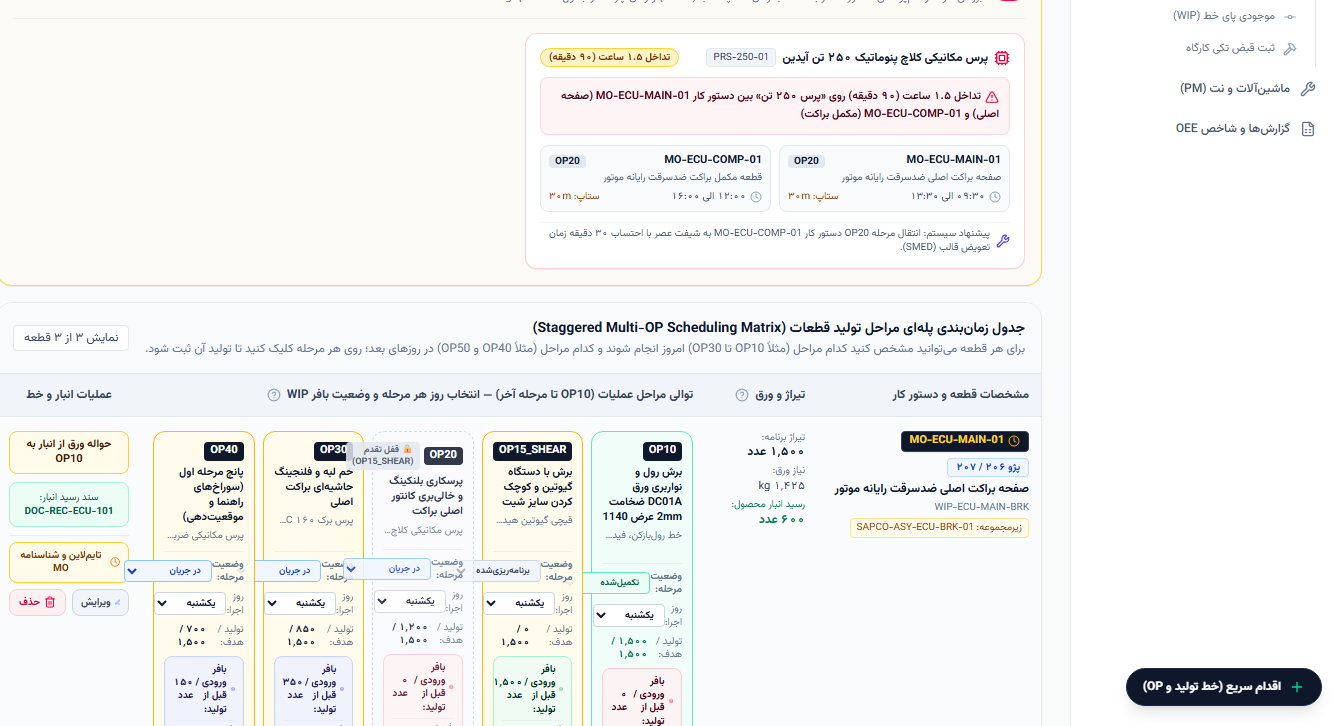 موجودی پای خط (WIP)
ثبت قبض تکی کارگاه
ماشین‌آلات و نت (PM)
گزارش‌ها و شاخص OEE
پرس مکانیکی کلاچ پنوماتیک ۲۵۰ تن آیدین
PRS-250-01
تداخل ۱.۵ ساعت (۹۰ دقیقه)
تداخل ۱.۵ ساعت (۹۰ دقیقه) روی «پرس ۲۵۰ تن» بین دستور کار MO-ECU-MAIN-01 (صفحه
اصلی) و MO-ECU-COMP-01 (مکمل براکت)
MO-ECU-MAIN-01
OP20
صفحه براکت اصلی ضدسرقت رایانه موتور
۰۹:۳۰ الی ۱۳:۳۰
ستاپ: ۳۰m
MO-ECU-COMP-01
OP20
قطعه مکمل براکت ضدسرقت رایانه موتور
۱۲:۰۰ الی ۱۶:۰۰
ستاپ: ۳۰m
پیشنهاد سیستم: انتقال مرحله OP20 دستور کار MO-ECU-COMP-01 به شیفت عصر با احتساب ۳۰ دقیقه زمان
تعویض قالب (SMED).
جدول زمان‌بندی پله‌ای مراحل تولید قطعات (Staggered Multi-OP Scheduling Matrix)
برای هر قطعه می‌توانید مشخص کنید کدام مراحل (مثلاً OP10 تا OP30) امروز انجام شوند و کدام مراحل (مثلاً OP40 و OP50) در روزهای بعد؛ روی هر مرحله کلیک کنید تا تولید آن ثبت شود.
نمایش ۳ از ۳ قطعه
مشخصات قطعه و دستور کار
تیراژ و ورق
توالی مراحل عملیات (OP10 تا مرحله آخر) — انتخاب روز هر مرحله و وضعیت بافر WIP
عملیات انبار و خط
MO-ECU-MAIN-01
پژو ۲۰۶ / ۲۰۷
صفحه براکت اصلی ضدسرقت رایانه موتور
WIP-ECU-MAIN-BRK
زیرمجموعه: SAPCO-ASY-ECU-BRK-01
تیراژ برنامه:
۱,۵۰۰ عدد
نیاز ورق:
۱,۴۲۵ kg
رسید انبار محصول:
۶۰۰ عدد
OP10
برش رول و
نواربری ورق
DC01A ضخامت
2mm عرض 1140
خط رول‌بازکن، فید...
وضعیت
مرحله:
تکمیل‌شده
روز
اجرا:
یکشنبه
تولید /
هدف:
۱,۵۰۰ /
۱,۵۰۰
بافر
ورودی /
قبل از
تولید:
۰
عدد
OP15_SHEAR
برش با دستگاه
گیوتین و کوچک
کردن سایز شیت
قیچی گیوتین هید...
وضعیت
مرحله:
برنامه‌ریزی‌شده
روز
اجرا:
یکشنبه
تولید /
هدف:
۰ /
۱,۵۰۰
بافر
ورودی /
قبل از
تولید:
۱,۵۰۰
عدد
OP20
🔒 قفل تقدم
(OP15_SHEAR)
پرسکاری بلنکینگ
و خالی‌بری کانتور
اصلی براکت
پرس مکانیکی کلاچ...
وضعیت
مرحله:
در جریان
روز
اجرا:
یکشنبه
تولید /
هدف:
۱,۲۰۰ /
۱,۵۰۰
بافر
ورودی /
قبل از
تولید:
۰
عدد
OP30
خم لبه و فلنجینگ
حاشیه‌ای براکت
اصلی
پرس برک ۱۶۰ C...
وضعیت
مرحله:
در جریان
روز
اجرا:
یکشنبه
تولید /
هدف:
۸۵۰ /
۱,۵۰۰
بافر
ورودی /
قبل از
تولید:
۳۵۰
عدد
OP40
پانچ مرحله اول
(سوراخ‌های
راهنما و
موقعیت‌دهی)
پرس مکانیکی ضرب...
وضعیت
مرحله:
در جریان
روز
اجرا:
یکشنبه
تولید /
هدف:
۷۰۰ /
۱,۵۰۰
بافر
ورودی /
قبل از
تولید:
۱۵۰
عدد
حواله ورق از انبار به
OP10
سند رسید انبار:
DOC-REC-ECU-101
تایم‌لاین و شناسنامه
MO
ویرایش
حذف
اقدام سریع (خط تولید و OP)